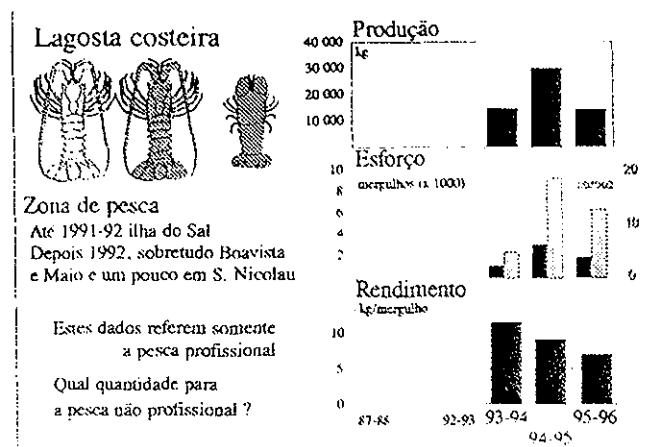 Lagosta costeira
Zona de pesca
Até 1991-92 ilha do Sal
Depois 1992, sobretudo Boavista
e Maio e um pouco em S. Nicolau
Estes dados referem somente
a pesca profissional
Qual quantidade para
a pesca não profissional ?
Produção
kg
40 000
30 000
20 000
10 000
Esforço
mergulhos (x 1000)
10
8
6
4
2
20
10
0
Rendimento
kg/mergulho
10
5
0
87-88
92-93
93-94
94-95
95-96